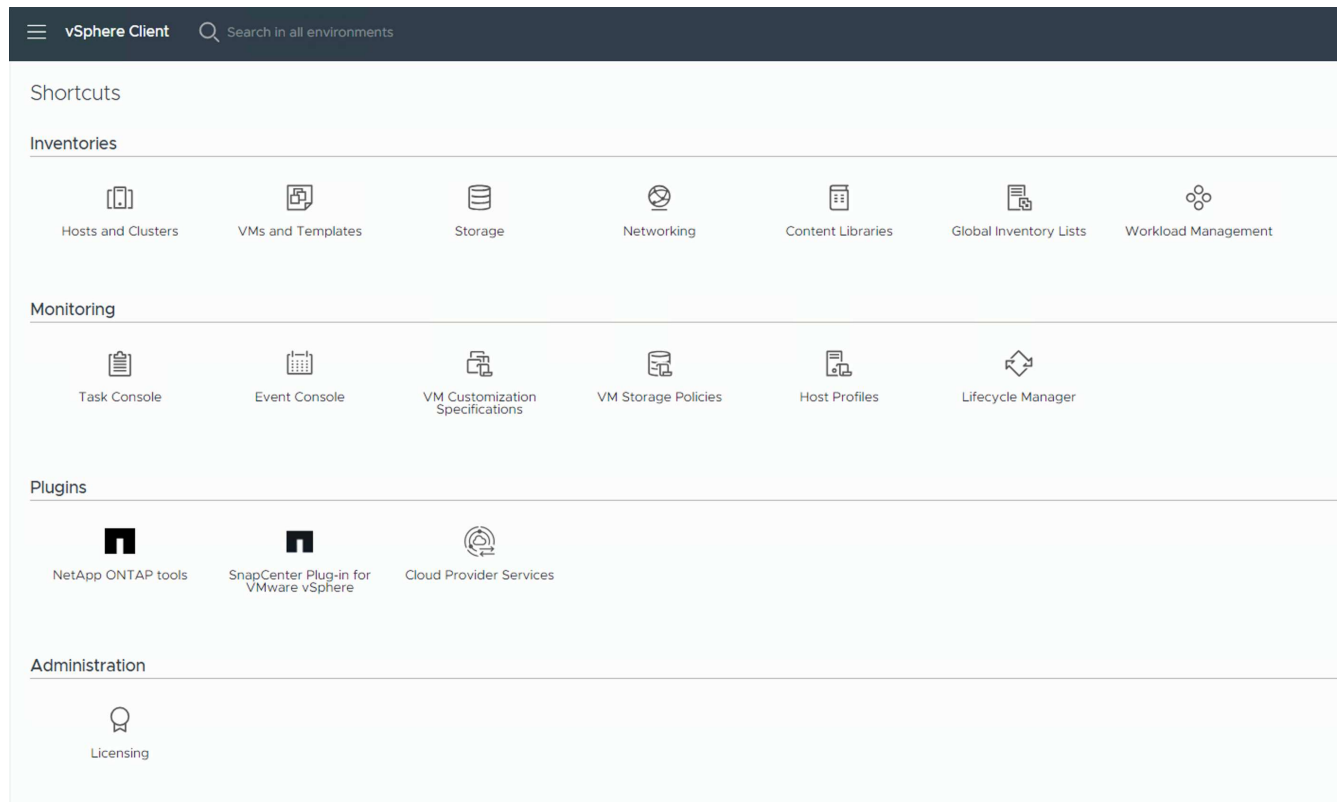 vSphere Client
Search in all environments
Shortcuts
Inventories
Hosts and Clusters
VMs and Templates
Storage
Networking
Content Libraries
Global Inventory Lists
Workload Management
Monitoring
Task Console
Event Console
VM Customization
Specifications
VM Storage Policies
Host Profiles
Lifecycle Manager
Plugins
NetApp ONTAP tools
SnapCenter Plug-in for
VMware vSphere
Cloud Provider Services
Administration
Licensing